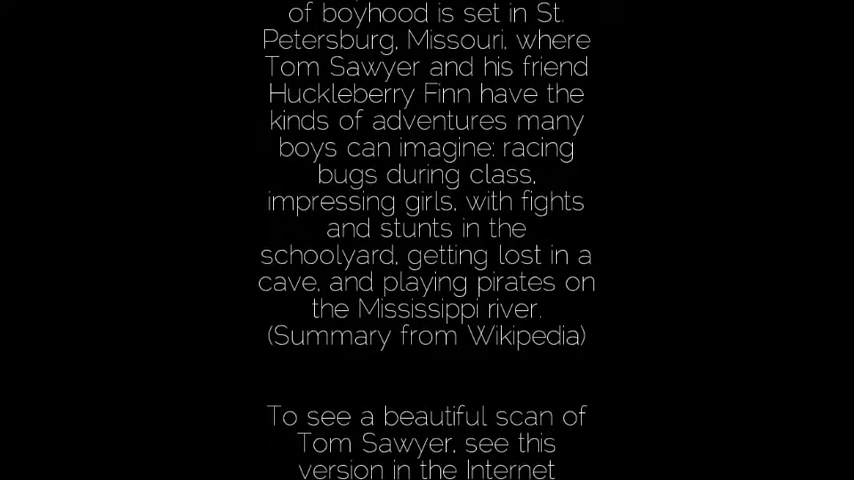 of boyhood is set in St.
Petersburg, Missouri, where
Tom Sawyer and his friend
Huckleberry Finn have the
kinds of adventures many
boys can imagine: racing
bugs during class,
impressing girls, with fights
and stunts in the
schoolyard, getting lost in a
cave, and playing pirates on
the Mississippi river.
(Summary from Wikipedia)
To see a beautiful scan of
Tom Sawyer, see this
version in the Internet